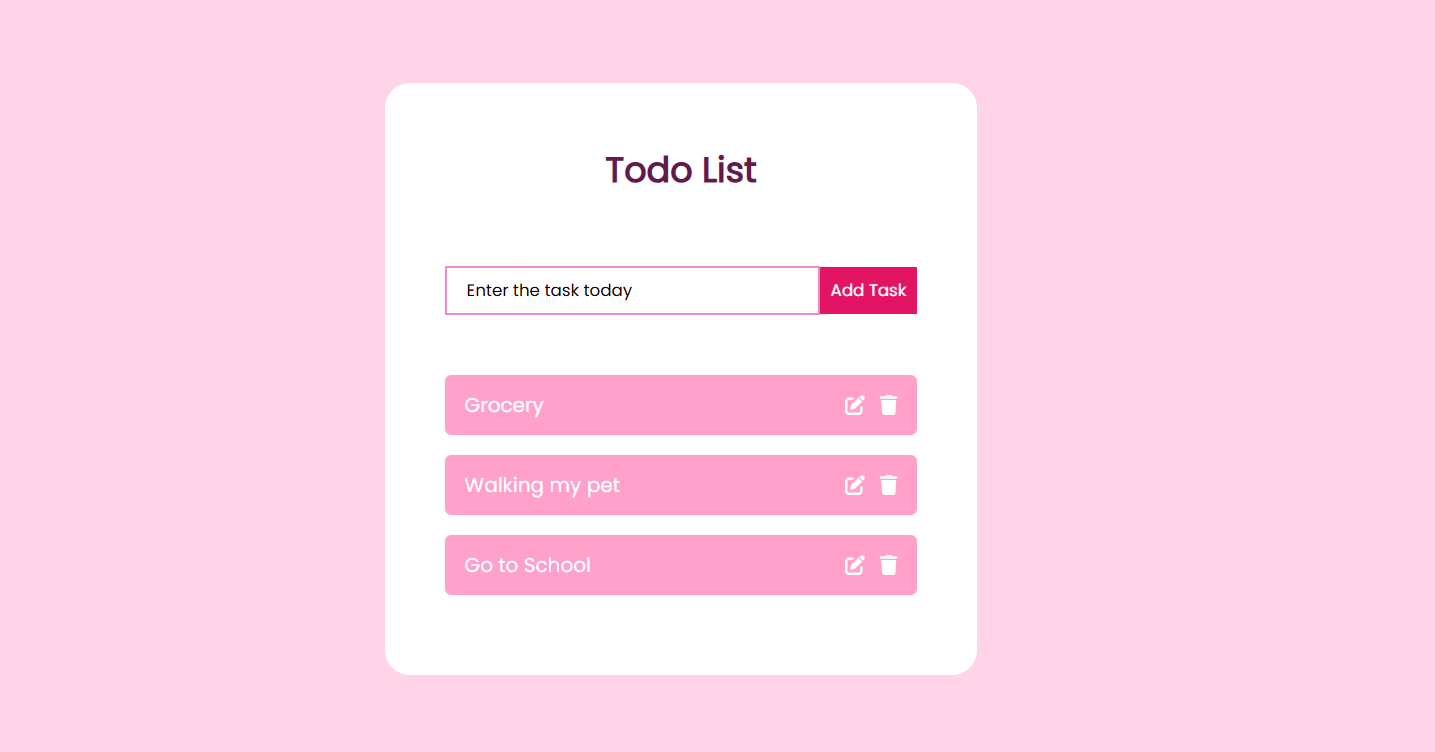 Todo List
Enter the task today
Add Task
Grocery
Walking my pet
Go to School